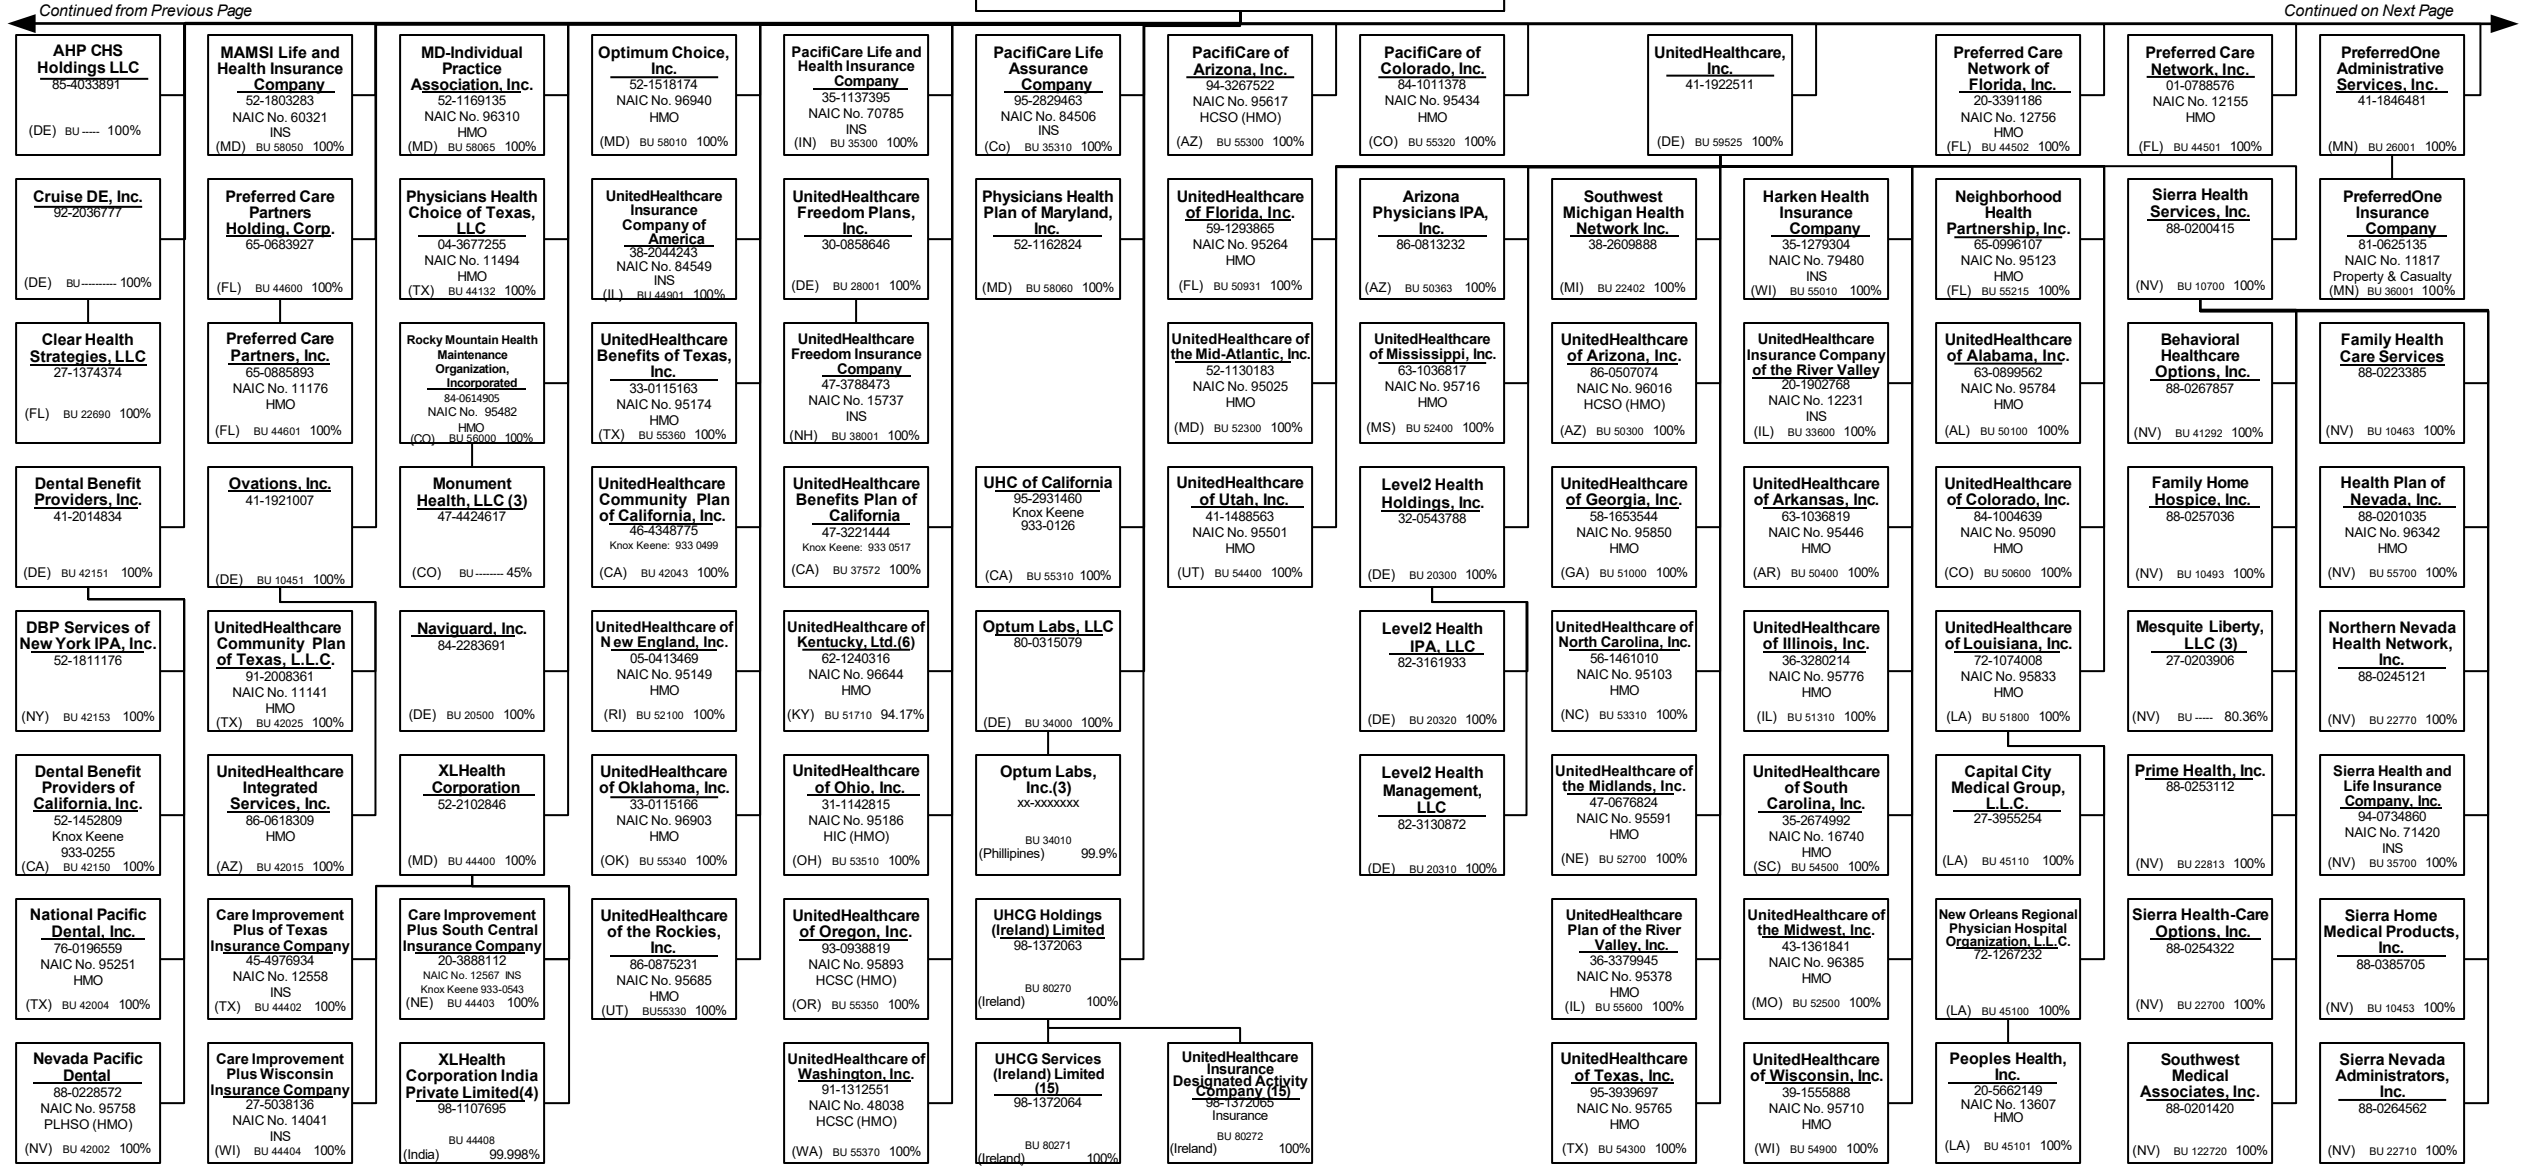 Continued from Previous Page
Continued on Next Page
AHP CHS
Holdings LLC
85-4033891
(DE) BU ----- 100%
MAMSI Life and
Health Insurance
Company
52-1803283
NAIC No. 60321
INS
(MD) BU 58050 100%
MD-Individual
Practice
Association, Inc.
52-1169135
NAIC No. 96310
HMO
(MD) BU 58065 100%
Optimum Choice,
Inc.
52-1518174
NAIC No. 96940
HMO
(MD) BU 58010 100%
PacifiCare Life and
Health Insurance
Company
35-1137395
NAIC No. 70785
INS
(IN) BU 35300 100%
PacifiCare Life
Assurance
Company
95-2829463
NAIC No. 84506
INS
(Co) BU 35310 100%
PacifiCare of
Arizona, Inc.
94-3267522
NAIC No. 95617
HCSO (HMO)
(AZ) BU 55300 100%
PacifiCare of
Colorado, Inc.
84-1011378
NAIC No. 95434
HMO
(CO) BU 55320 100%
UnitedHealthcare,
Inc.
41-1922511
(DE) BU 59525 100%
Preferred Care
Network of
Florida, Inc.
20-3391186
NAIC No. 12756
HMO
(FL) BU 44502 100%
Preferred Care
Network, Inc.
01-0788576
NAIC No. 12155
HMO
(FL) BU 44501 100%
PreferredOne
Administrative
Services, Inc.
41-1846481
(MN) BU 26001 100%
Cruise DE, Inc.
92-2036777
(DE) BU---------- 100%
Preferred Care
Partners
Holding, Corp.
65-0683927
(FL) BU 44600 100%
Physicians Health
Choice of Texas,
LLC
04-3677255
NAIC No. 11494
HMO
(TX) BU 44132 100%
UnitedHealthcare
Insurance
Company of
America
38-2044243
NAIC No. 84549
INS
(IL) BU 44901 100%
UnitedHealthcare
Freedom Plans,
Inc.
30-0858646
(DE) BU 28001 100%
Physicians Health
Plan of Maryland,
Inc.
52-1162824
(MD) BU 58060 100%
UnitedHealthcare
of Florida, Inc.
59-1293865
NAIC No. 95264
HMO
(FL) BU 50931 100%
Arizona
Physicians IPA,
Inc.
86-0813232
(AZ) BU 50363 100%
Southwest
Michigan Health
Network Inc.
38-2609888
(MI) BU 22402 100%
Harken Health
Insurance
Company
35-1279304
NAIC No. 79480
INS
(WI) BU 55010 100%
Neighborhood
Health
Partnership, Inc.
65-0996107
NAIC No. 95123
HMO
(FL) BU 55215 100%
Sierra Health
Services, Inc.
88-0200415
(NV) BU 10700 100%
PreferredOne
Insurance
Company
81-0625135
NAIC No. 11817
Property & Casualty
(MN) BU 36001 100%
Clear Health
Strategies, LLC
27-1374374
(FL) BU 22690 100%
Preferred Care
Partners, Inc.
65-0885893
NAIC No. 11176
HMO
(FL) BU 44601 100%
Rocky Mountain Health
Maintenance
Organization,
Incorporated
84-0614905
NAIC No. 95482
HMO
(CO) BU 56000 100%
UnitedHealthcare
Benefits of Texas,
Inc.
33-0115163
NAIC No. 95174
HMO
(TX) BU 55360 100%
UnitedHealthcare
Freedom Insurance
Company
47-3788473
NAIC No. 15737
INS
(NH) BU 38001 100%
UnitedHealthcare of
the Mid-Atlantic, Inc.
52-1130183
NAIC No. 95025
HMO
(MD) BU 52300 100%
UnitedHealthcare
of Mississippi, Inc.
63-1036817
NAIC No. 95716
HMO
(MS) BU 52400 100%
UnitedHealthcare
of Arizona, Inc.
86-0507074
NAIC No. 96016
HCSO (HMO)
(AZ) BU 50300 100%
UnitedHealthcare
Insurance Company
of the River Valley
20-1902768
NAIC No. 12231
INS
(IL) BU 33600 100%
UnitedHealthcare
of Alabama, Inc.
63-0899562
NAIC No. 95784
HMO
(AL) BU 50100 100%
Behavioral
Healthcare
Options, Inc.
88-0267857
(NV) BU 41292 100%
Family Health
Care Services
88-0223385
(NV) BU 10463 100%
Dental Benefit
Providers, Inc.
41-2014834
(DE) BU 42151 100%
Ovations, Inc.
41-1921007
(DE) BU 10451 100%
Monument
Health, LLC (3)
47-4424617
(CO) BU -------- 45%
UnitedHealthcare
Community Plan
of California, Inc.
46-4348775
Knox Keene: 933 0499
(CA) BU 42043 100%
UnitedHealthcare
Benefits Plan of
California
47-3221444
Knox Keene: 933 0517
(CA) BU 37572 100%
UHC of California
95-2931460
Knox Keene
933-0126
(CA) BU 55310 100%
UnitedHealthcare
of Utah, Inc.
41-1488563
NAIC No. 95501
HMO
(UT) BU 54400 100%
Level2 Health
Holdings, Inc.
32-0543788
(DE) BU 20300 100%
UnitedHealthcare
of Georgia, Inc.
58-1653544
NAIC No. 95850
HMO
(GA) BU 51000 100%
UnitedHealthcare
of Arkansas, Inc.
63-1036819
NAIC No. 95446
HMO
(AR) BU 50400 100%
UnitedHealthcare
of Colorado, Inc.
84-1004639
NAIC No. 95090
HMO
(CO) BU 50600 100%
Family Home
Hospice, Inc.
88-0257036
(NV) BU 10493 100%
Health Plan of
Nevada, Inc.
88-0201035
NAIC No. 96342
HMO
(NV) BU 55700 100%
DBP Services of
New York IPA, Inc.
52-1811176
(NY) BU 42153 100%
UnitedHealthcare
Community Plan
of Texas, L.L.C.
91-2008361
NAIC No. 11141
HMO
(TX) BU 42025 100%
Naviguard, Inc.
84-2283691
(DE) BU 20500 100%
UnitedHealthcare of
New England, Inc.
05-0413469
NAIC No. 95149
HMO
(RI) BU 52100 100%
UnitedHealthcare of
Kentucky, Ltd.(6)
62-1240316
NAIC No. 96644
HMO
(KY) BU 51710 94.17%
Optum Labs, LLC
80-0315079
(DE) BU 34000 100%
Level2 Health
IPA, LLC
82-3161933
(DE) BU 20320 100%
UnitedHealthcare of
North Carolina, Inc.
56-1461010
NAIC No. 95103
HMO
(NC) BU 53310 100%
UnitedHealthcare
of Illinois, Inc.
36-3280214
NAIC No. 95776
HMO
(IL) BU 51310 100%
UnitedHealthcare
of Louisiana, Inc.
72-1074008
NAIC No. 95833
HMO
(LA) BU 51800 100%
Mesquite Liberty,
LLC (3)
27-0203906
(NV) BU ----- 80.36%
Northern Nevada
Health Network,
Inc.
88-0245121
(NV) BU 22770 100%
Dental Benefit
Providers of
California, Inc.
52-1452809
Knox Keene
933-0255
(CA) BU 42150 100%
UnitedHealthcare
Integrated
Services, Inc.
86-0618309
HMO
(AZ) BU 42015 100%
XLHealth
Corporation
52-2102846
(MD) BU 44400 100%
UnitedHealthcare
of Oklahoma, Inc.
33-0115166
NAIC No. 96903
HMO
(OK) BU 55340 100%
UnitedHealthcare
of Ohio, Inc.
31-1142815
NAIC No. 95186
HIC (HMO)
(OH) BU 53510 100%
Optum Labs,
Inc.(3)
xx-xxxxxxx
BU 34010
(Phillipines) 99.9%
Level2 Health
Management,
LLC
82-3130872
(DE) BU 20310 100%
UnitedHealthcare of
the Midlands, Inc.
47-0676824
NAIC No. 95591
HMO
(NE) BU 52700 100%
UnitedHealthcare
of South
Carolina, Inc.
35-2674992
NAIC No. 16740
HMO
(SC) BU 54500 100%
Capital City
Medical Group,
L.L.C.
27-3955254
(LA) BU 45110 100%
Prime Health, Inc.
88-0253112
(NV) BU 22813 100%
Sierra Health and
Life Insurance
Company, Inc.
94-0734860
NAIC No. 71420
INS
(NV) BU 35700 100%
National Pacific
Dental, Inc.
76-0196559
NAIC No. 95251
HMO
(TX) BU 42004 100%
Care Improvement
Plus of Texas
Insurance Company
45-4976934
NAIC No. 12558
INS
(TX) BU 44402 100%
Care Improvement
Plus South Central
Insurance Company
20-3888112
NAIC No. 12567 INS
Knox Keene 933-0543
(NE) BU 44403 100%
UnitedHealthcare
of the Rockies,
Inc.
86-0875231
NAIC No. 95685
HMO
(UT) BU55330 100%
UnitedHealthcare
of Oregon, Inc.
93-0938819
NAIC No. 95893
HCSC (HMO)
(OR) BU 55350 100%
UHCG Holdings
(Ireland) Limited
98-1372063
BU 80270
(Ireland) 100%
UnitedHealthcare
Plan of the River
Valley, Inc.
36-3379945
NAIC No. 95378
HMO
(IL) BU 55600 100%
UnitedHealthcare of
the Midwest, Inc.
43-1361841
NAIC No. 96385
HMO
(MO) BU 52500 100%
New Orleans Regional
Physician Hospital
Organization, L.L.C.
72-1267232
(LA) BU 45100 100%
Sierra Health-Care
Options, Inc.
88-0254322
(NV) BU 22700 100%
Sierra Home
Medical Products,
Inc.
88-0385705
(NV) BU 10453 100%
Nevada Pacific
Dental
88-0228572
NAIC No. 95758
PLHSO (HMO)
(NV) BU 42002 100%
Care Improvement
Plus Wisconsin
Insurance Company
27-5038136
NAIC No. 14041
INS
(WI) BU 44404 100%
XLHealth
Corporation India
Private Limited(4)
98-1107695
BU 44408
(India) 99.998%
UnitedHealthcare of
Washington, Inc.
91-1312551
NAIC No. 48038
HCSC (HMO)
(WA) BU 55370 100%
UHCG Services
(Ireland) Limited
(15)
98-1372064
BU 80271
(Ireland) 100%
UnitedHealthcare
Insurance
Designated Activity
Company (15)
98-1372065
Insurance
BU 80272
(Ireland) 100%
UnitedHealthcare
of Texas, Inc.
95-3939697
NAIC No. 95765
HMO
(TX) BU 54300 100%
UnitedHealthcare
of Wisconsin, Inc.
39-1555888
NAIC No. 95710
HMO
(WI) BU 54900 100%
Peoples Health,
Inc.
20-5662149
NAIC No. 13607
HMO
(LA) BU 45101 100%
Southwest
Medical
Associates, Inc.
88-0201420
(NV) BU 122720 100%
Sierra Nevada
Administrators,
Inc.
88-0264562
(NV) BU 22710 100%